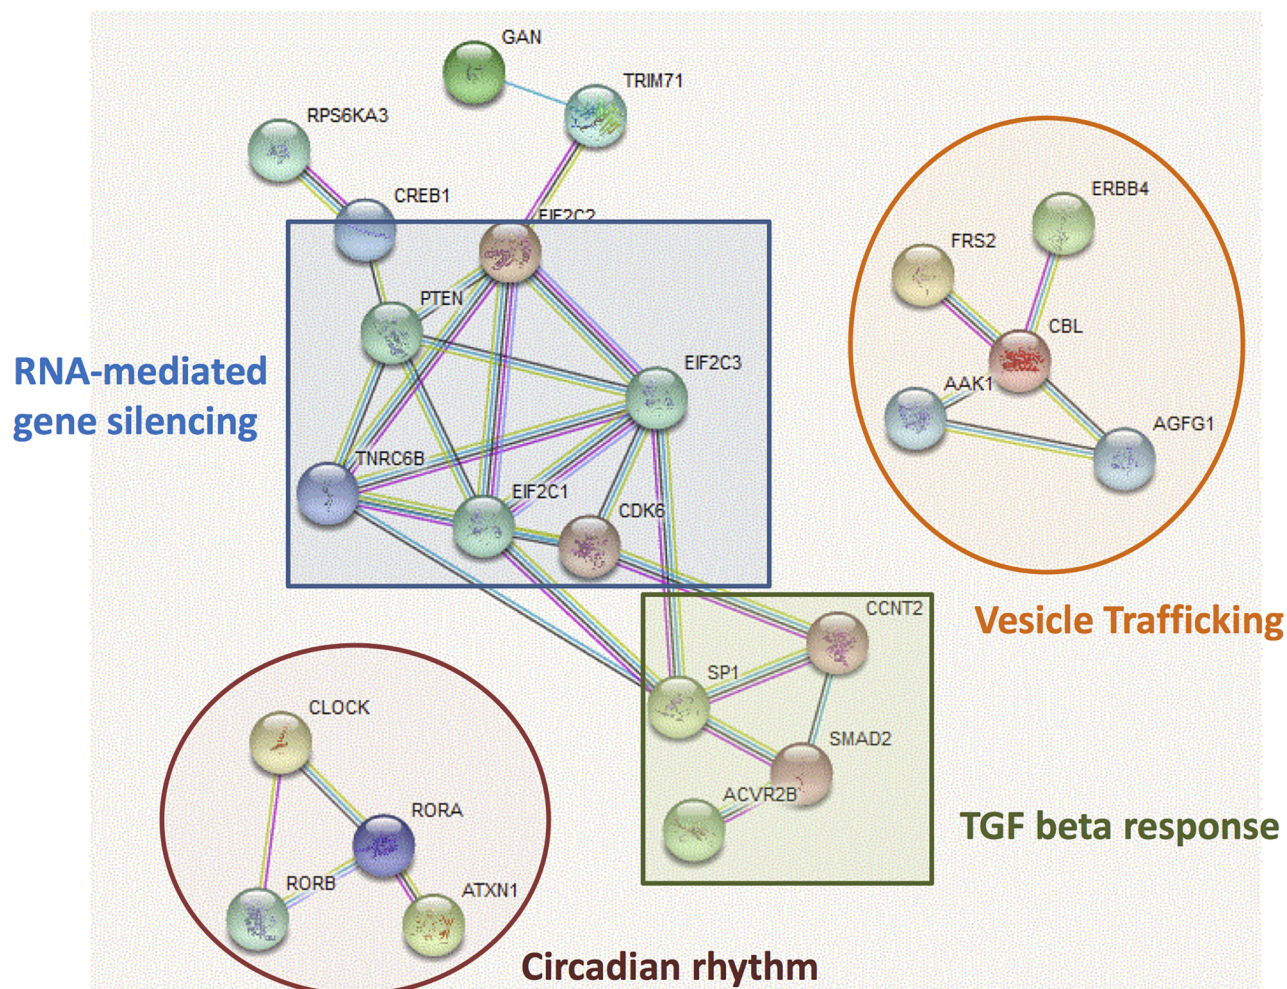 GAN
TRIM71
RPS6KA3
CREB1
EIF2C2
ERBB4
FRS2
PTEN
CBL
EIF2C3
RNA-mediated
gene silencing
AAK1
AGFG1
TNRC6B
EIF2C1
CDK6
CCNT2
Vesicle Trafficking
SP1
CLOCK
SMAD2
ACVR2B
RORA
TGF beta response
RORB
ATXN1
Circadian rhythm